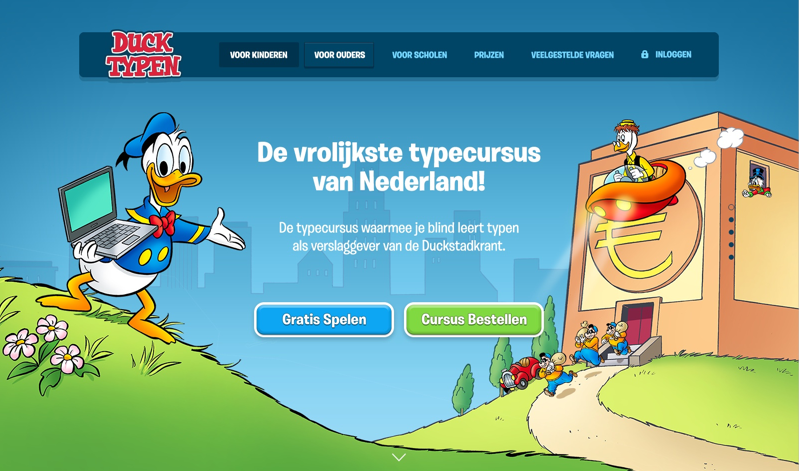 DUCK
TYPEN
VOOR KINDEREN
VOOR OUDERS
VOOR SCHOLEN
PRIJZEN
VEELGESTELDE VRAGEN
INLOGGEN
De vrolijkste typecursus
van Nederland!
De typecursus waarmee je blind leert typen
als verslaggever van de Duckstadkrant.
Gratis Spelen
Cursus Bestellen
€